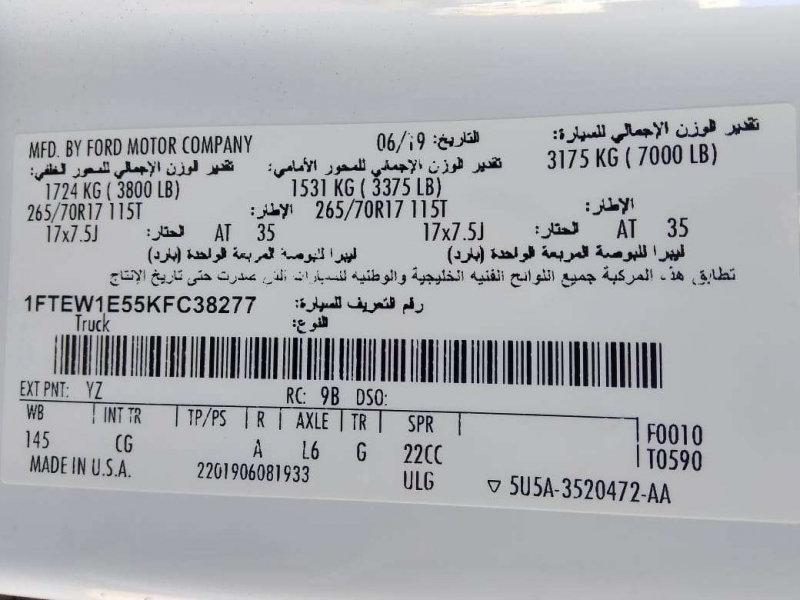 MFD. BY FORD MOTOR COMPANY
التاريخ: 06/19
تقدير الوزن الإجمالي للسيارة:
3175 KG ( 7000 LB)
تقدير الوزن الإجمالي للمحور الأمامي:
1531 KG ( 3375 LB)
تقدير الوزن الإجمالي للمحور الخلفي:
1724 KG ( 3800 LB)
الإطار: 265/70R17 115T
الإطار: 265/70R17 115T
17x7.5J الحتار: AT 35
17x7.5J الحتار: AT 35
ليبرا للبوصة المربعة الواحدة (بارد)
ليبرا للبوصة المربعة الواحدة (بارد)
تطابق هذه المركبة جميع اللوائح الفنيه الخليجية والوطنيه للسيارات التى صدرت حتى تاريخ الإنتاج
رقم التعريف للسيارة: 1FTEW1E55KFC38277
النوع: Truck
EXT PNT: YZ RC: 9B DSO:
WB INT TR TP/PS R AXLE TR SPR F0010
145 CG A L6 G 22CC T0590
MADE IN U.S.A. 2201906081933 ULG 5U5A-3520472-AA